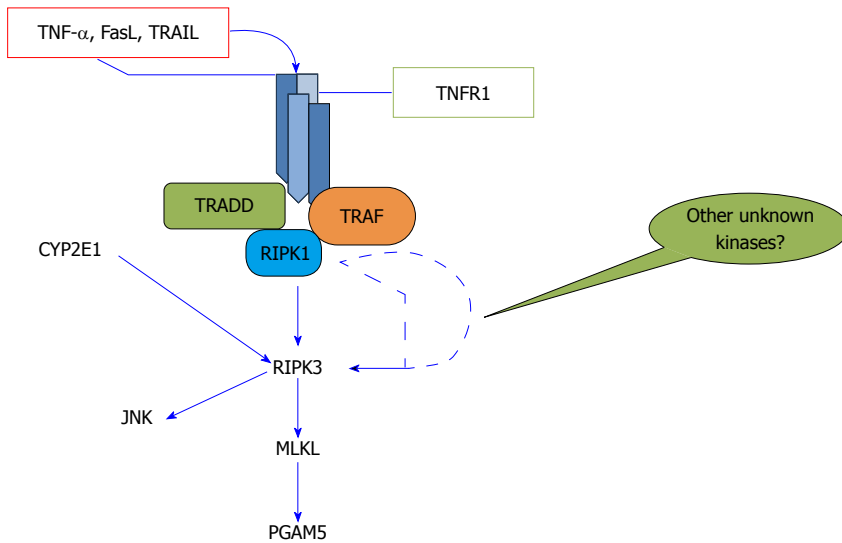 TNF-α, FasL, TRAIL
TNFR1
TRADD
TRAF
Other unknown
kinases?
CYP2E1
RIPK1
RIPK3
JNK
MLKL
PGAM5